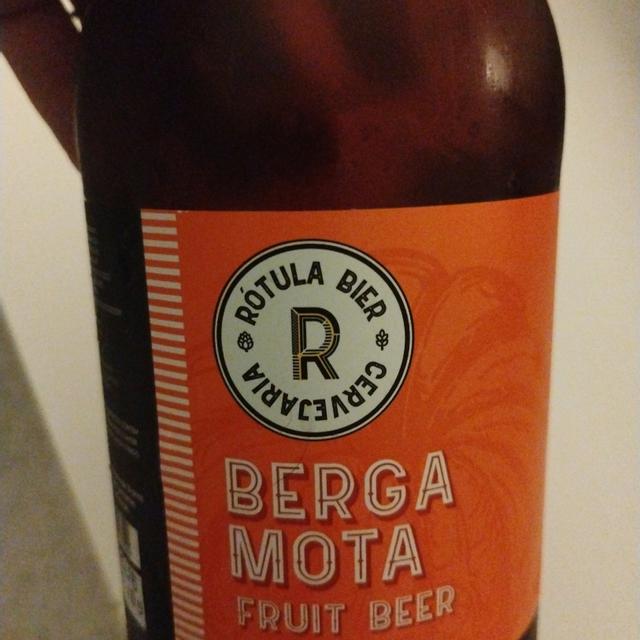 RÓTULA BIER
R
CERVEJARIA
BERGA
MOTA
FRUIT BEER